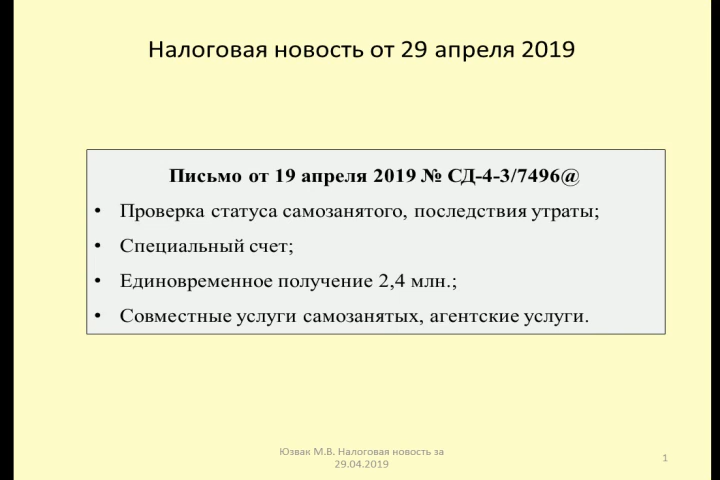 Налоговая новость от 29 апреля 2019
Письмо от 19 апреля 2019 № СД-4-3/7496@
• Проверка статуса самозанятого, последствия утраты;
• Специальный счет;
• Единовременное получение 2,4 млн.;
• Совместные услуги самозанятых, агентские услуги.
Юзвак М.В. Налоговая новость за
29.04.2019
1